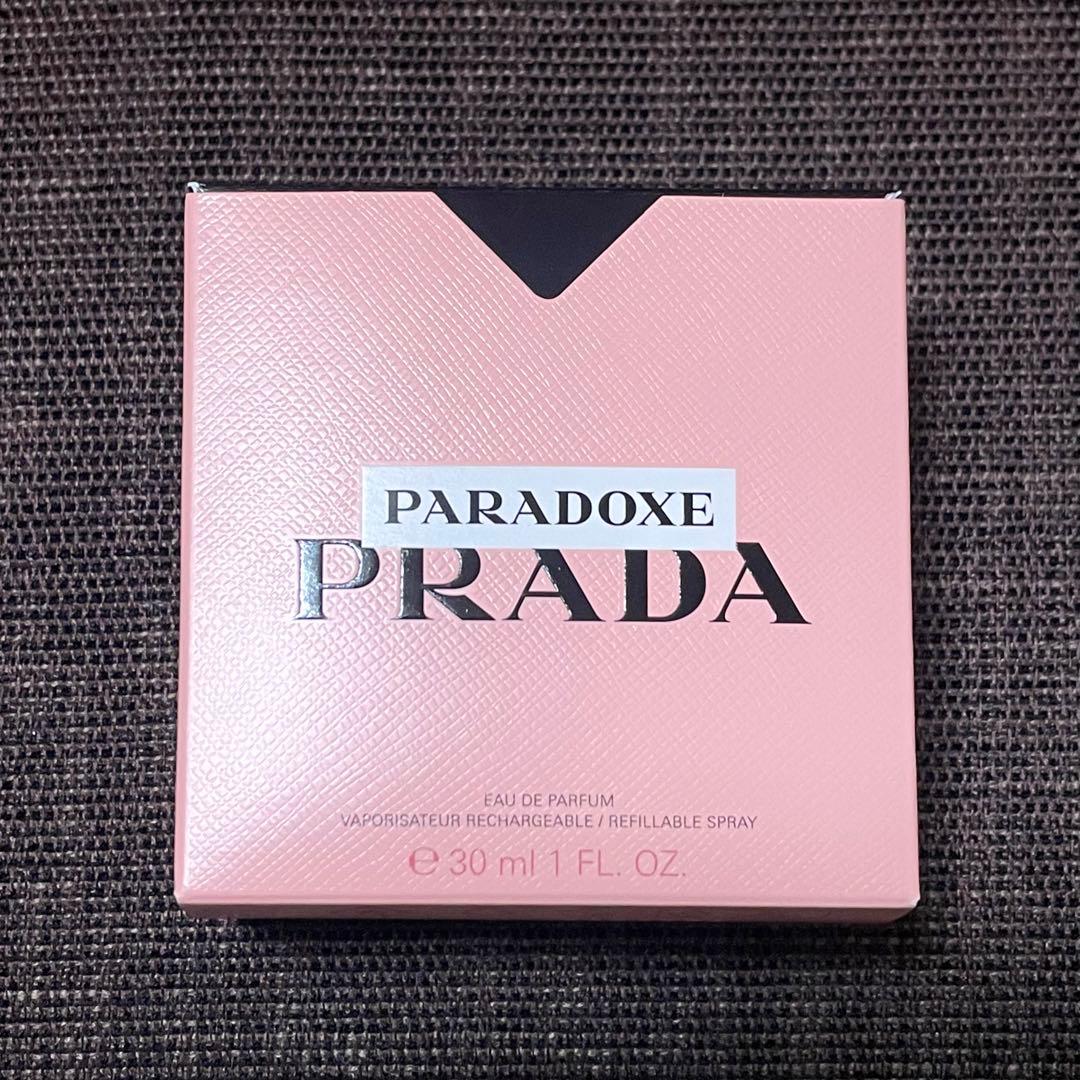 PARADOXE
PRADA
EAU DE PARFUM
VAPORISATEUR RECHARGEABLE / REFILLABLE SPRAY
℮ 30 ml 1 FL. OZ.